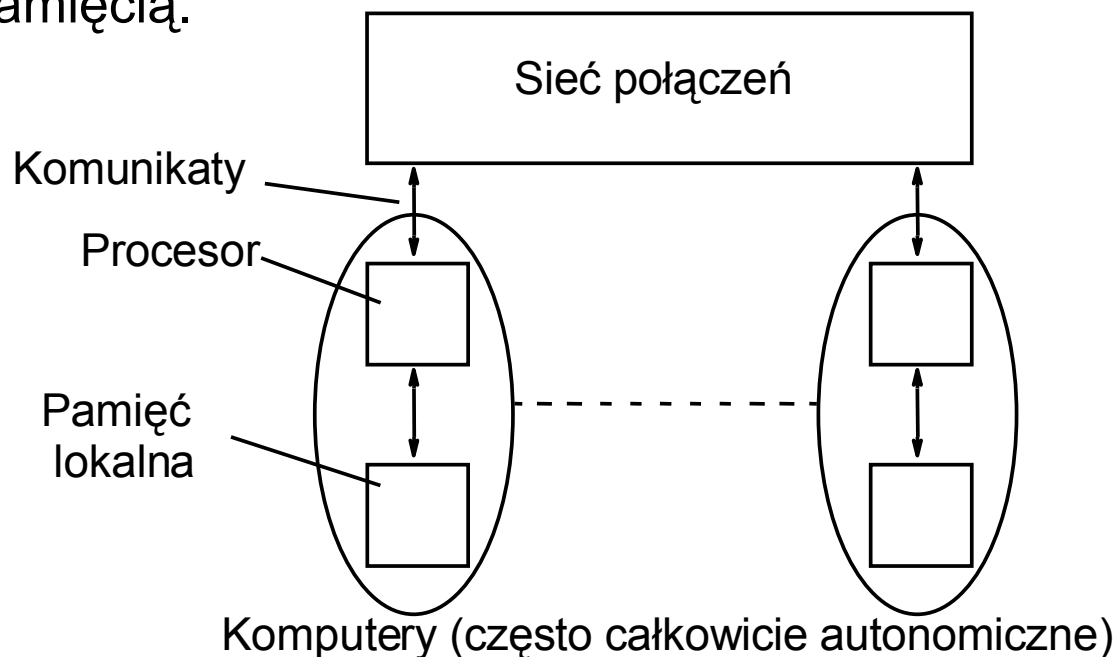 amięcią.
Sieć połączeń
Komunikaty
Procesor
Pamięć
lokalna
Komputery (często całkowicie autonomiczne)